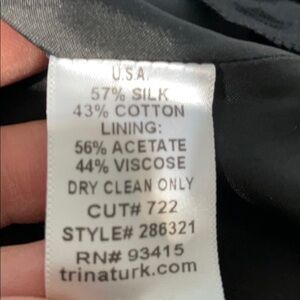 U.S.A.
57% SILK
43% COTTON
LINING:
56% ACETATE
44% VISCOSE
DRY CLEAN ONLY
CUT# 722
STYLE# 286321
RN# 93415
trinaturk.com